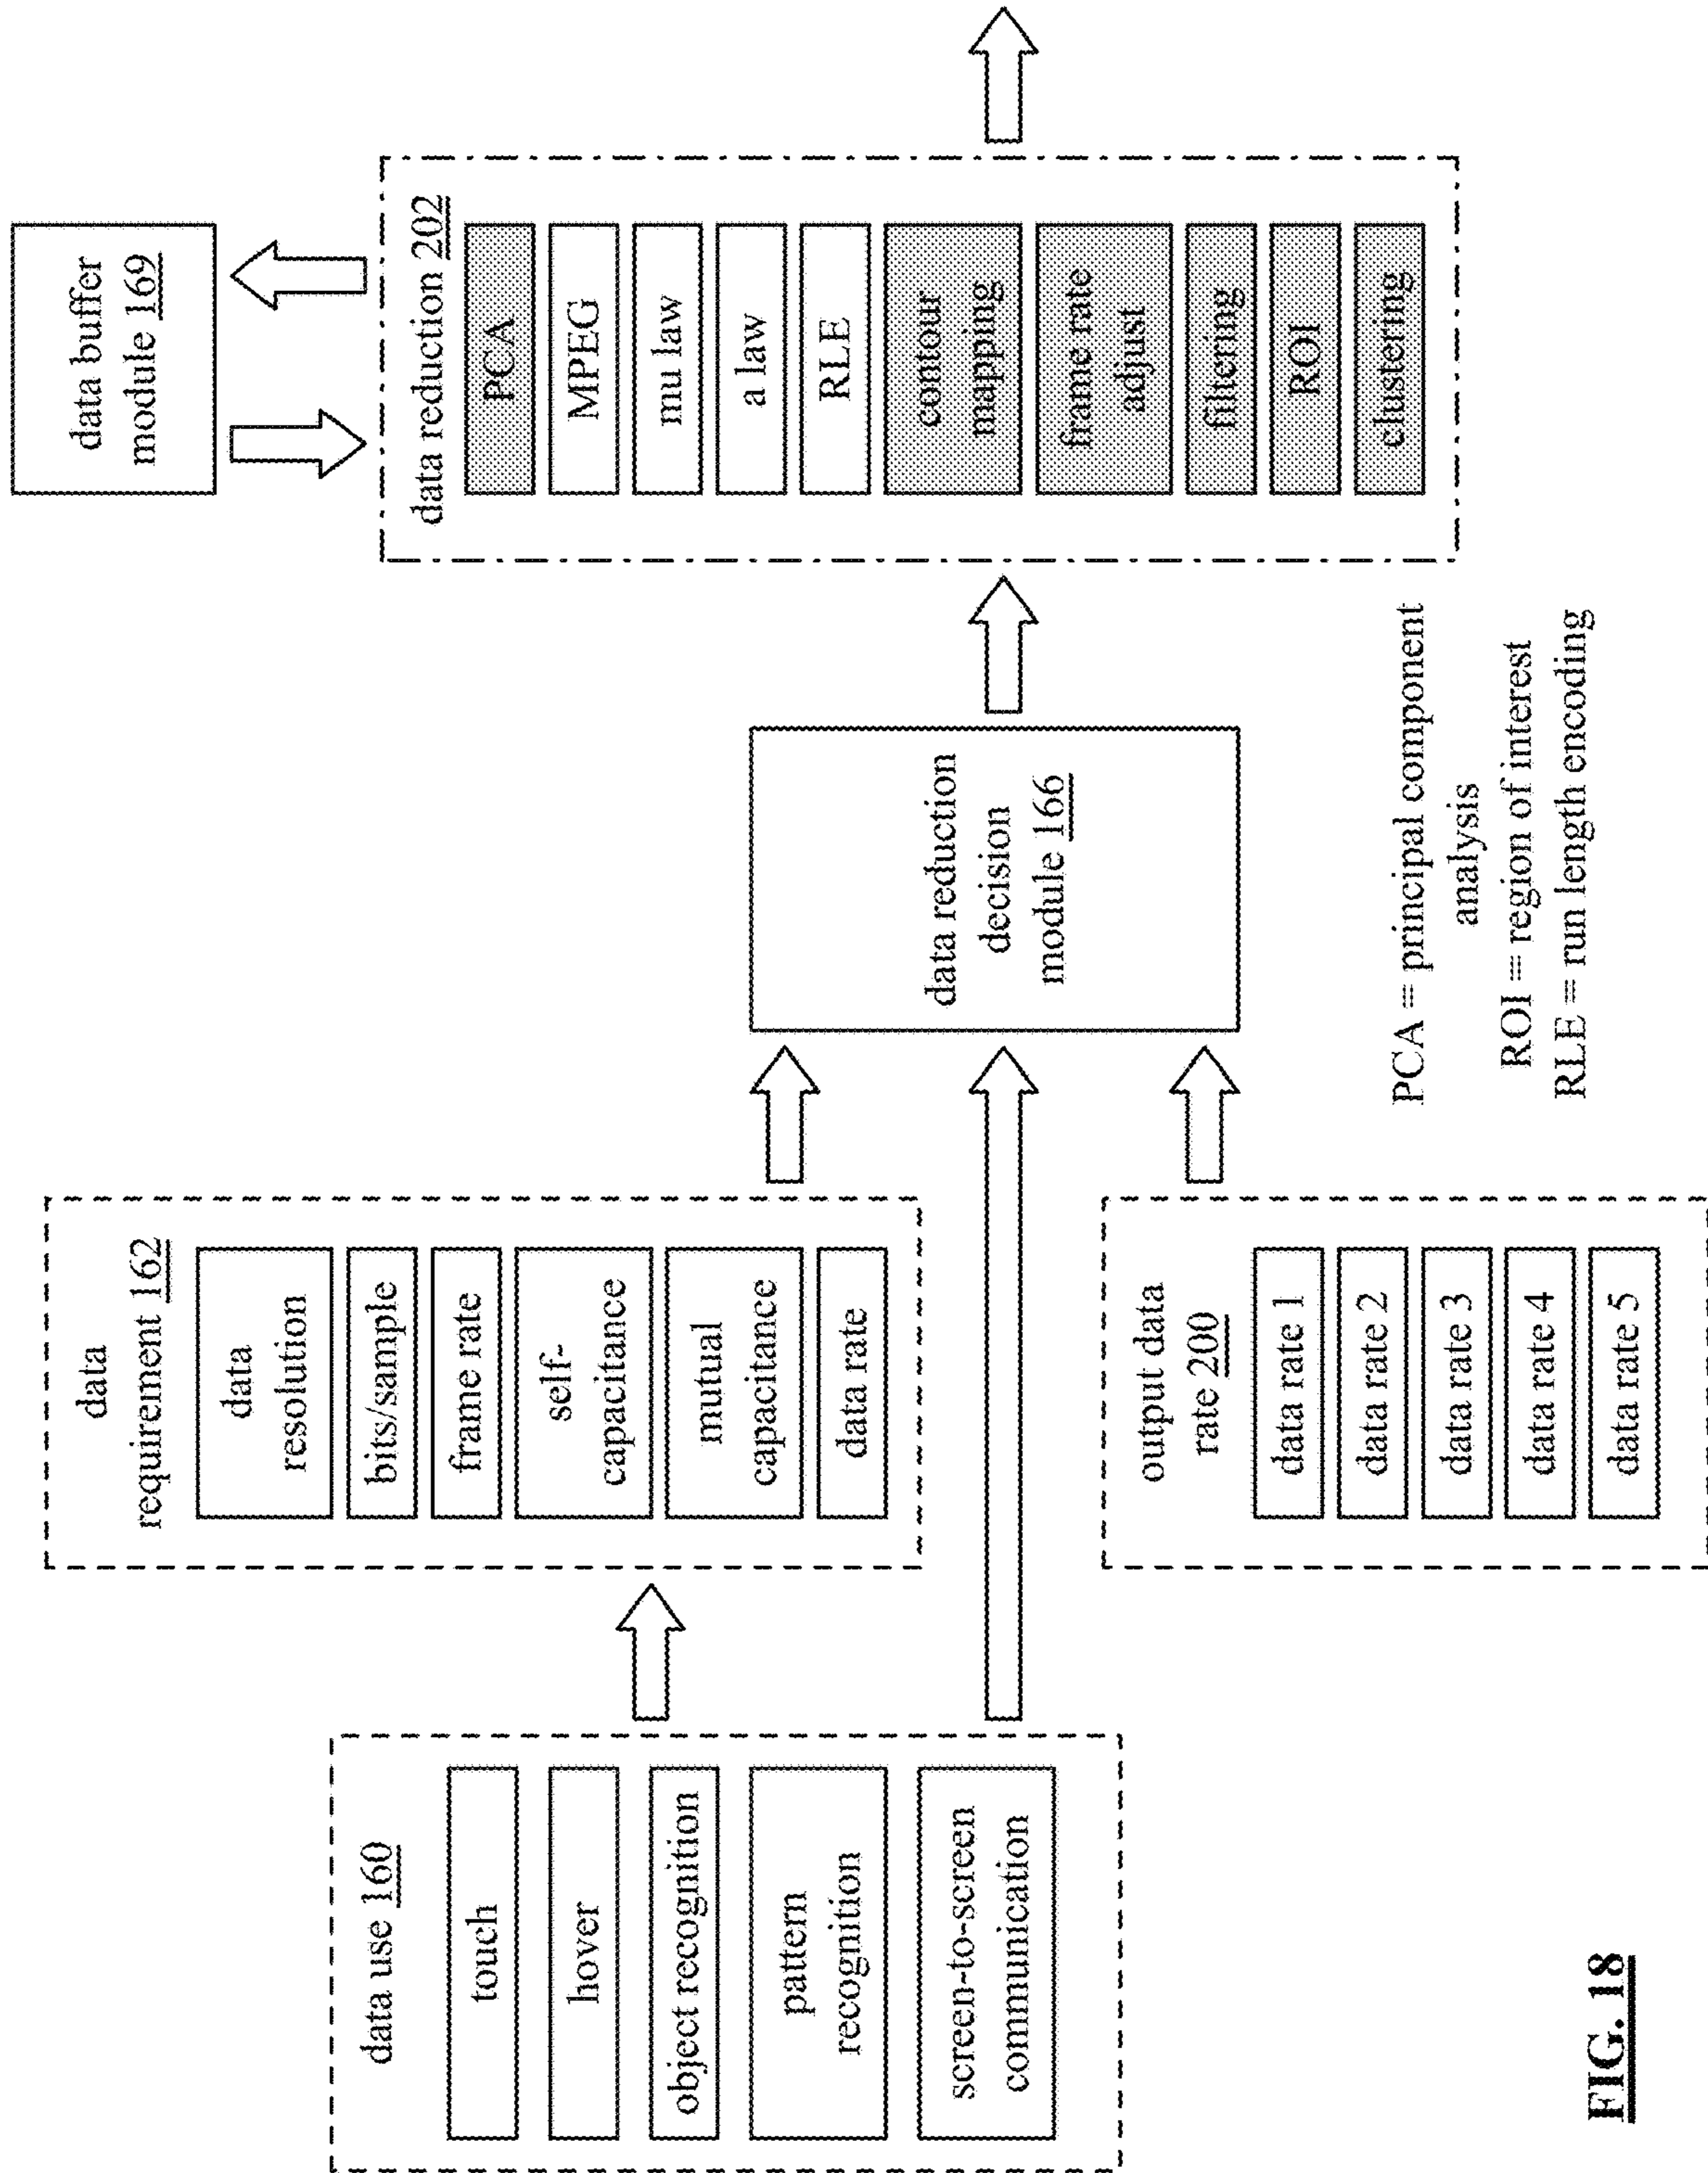 data use 160
touch
hover
object recognition
pattern
recognition
screen-to-screen
communication
data
requirement 162
data
resolution
bits/sample
frame rate
self-
capacitance
mutual
capacitance
data rate
output data
rate 200
data rate 1
data rate 2
data rate 3
data rate 4
data rate 5
data reduction
decision
module 166
data buffer
module 169
data reduction 202
PCA
MPEG
mu law
a law
RLE
contour
mapping
frame rate
adjust
filtering
ROI
clustering
PCA = principal component
analysis
ROI = region of interest
RLE = run length encoding
FIG. 18